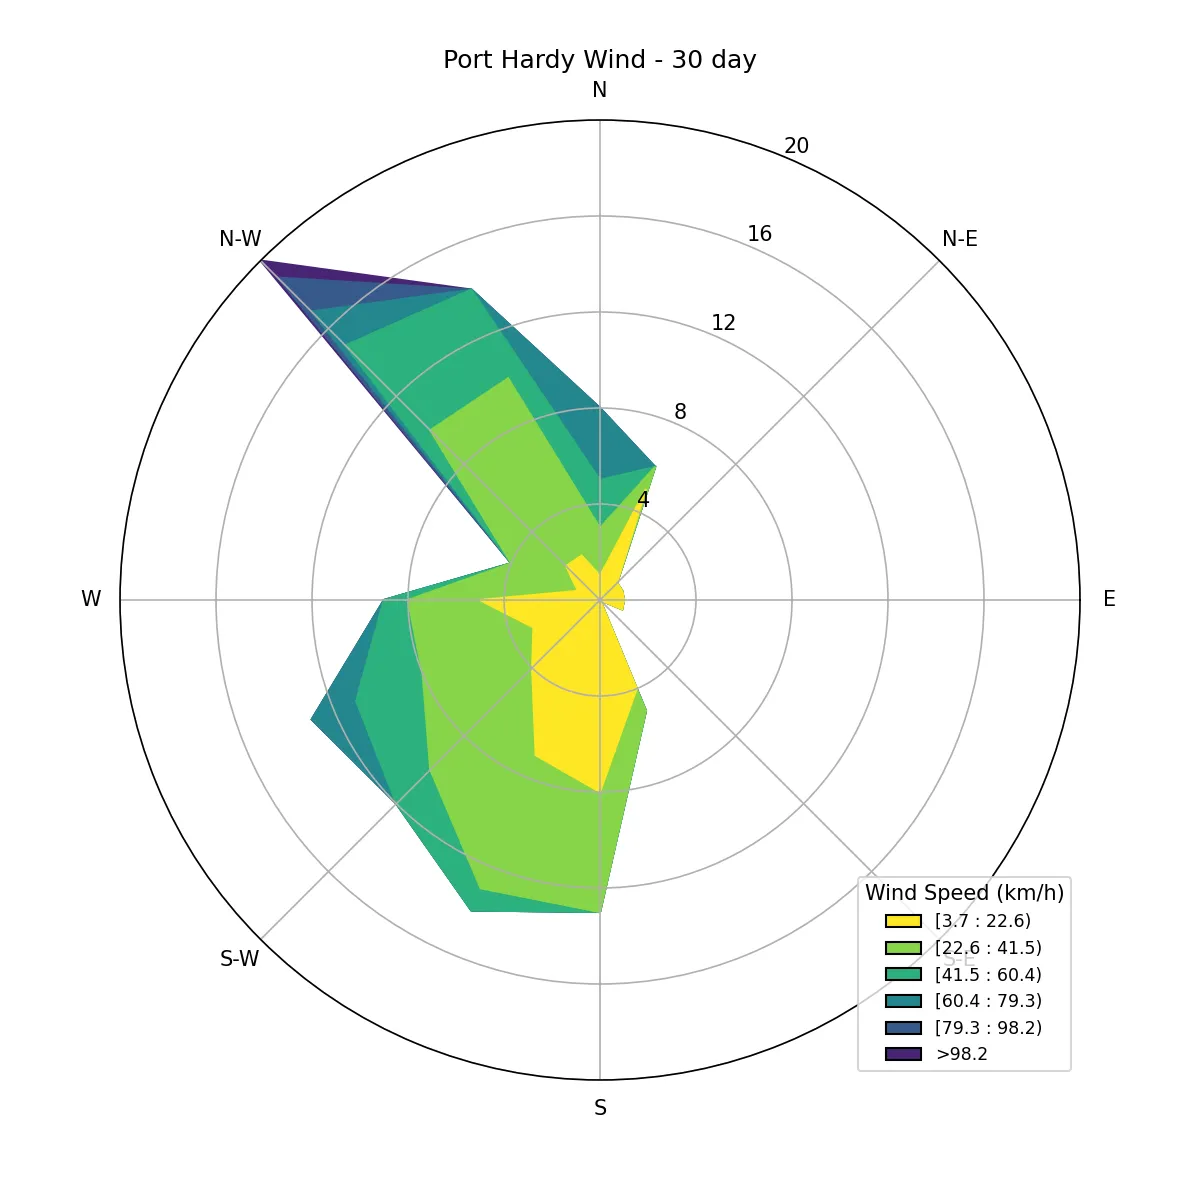 Port Hardy Wind - 30 day
N
20
16
N-W
N-E
12
8
4
W
E
S-W
S-E
Wind Speed (km/h)
[3.7 : 22.6)
[22.6 : 41.5)
[41.5 : 60.4)
[60.4 : 79.3)
[79.3 : 98.2)
>98.2
S